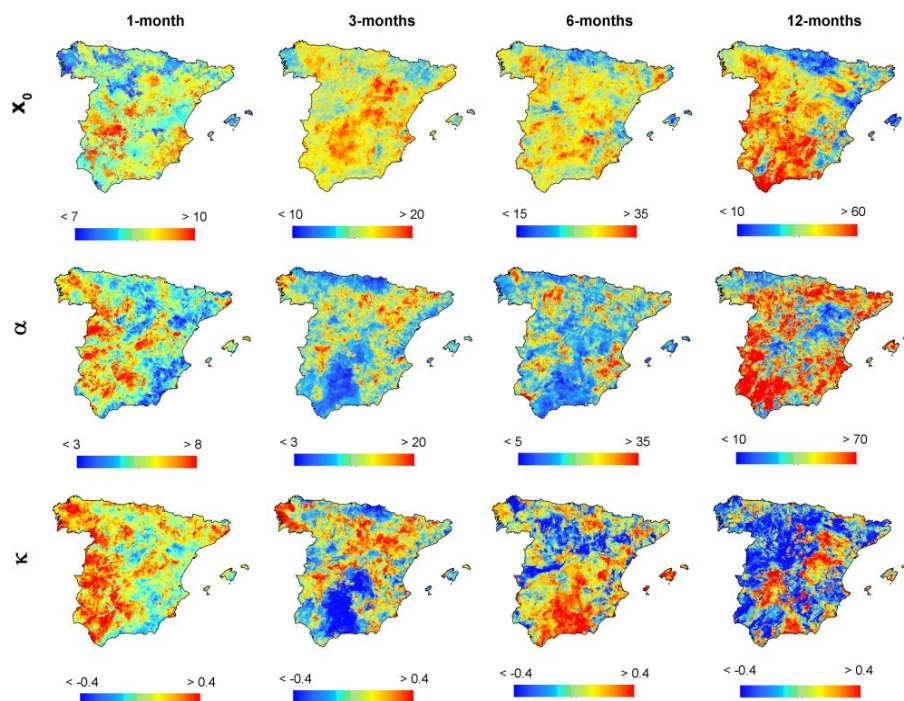 1-month 3-months 6-months 12-months
x₀
< 7 > 10 < 10 > 20 < 15 > 35 < 10 > 60
α
< 3 > 8 < 3 > 20 < 5 > 35 < 10 > 70
κ
< -0.4 > 0.4 < -0.4 > 0.4 < -0.4 > 0.4 < -0.4 > 0.4